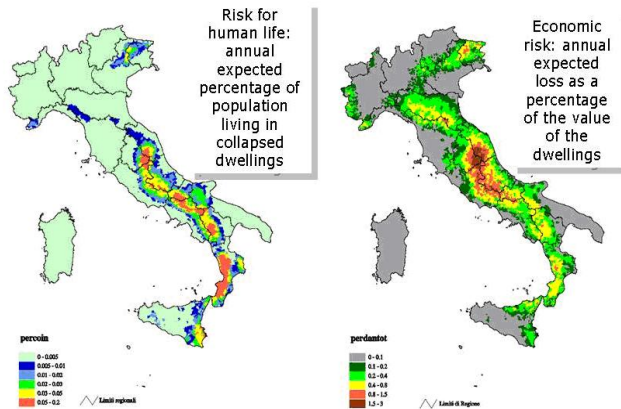 Risk for
human life:
annual
expected
percentage of
population
living in
collapsed
dwellings
Economic
risk: annual
expected
loss as a
percentage
of the value
of the
dwellings
percoin
0 - 0.005
0.005 - 0.01
0.01 - 0.02
0.02 - 0.03
0.03 - 0.05
0.05 - 0.2
Limiti regionali
perdantot
0 - 0.1
0.1 - 0.2
0.2 - 0.4
0.4 - 0.8
0.8 - 1.5
1.5 - 3
Limiti di Regione